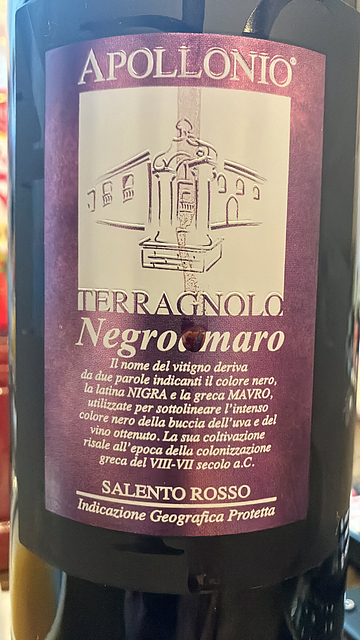 APOLLONIO®
TERRAGNOLO
Negroamaro
Il nome del vitigno deriva
da due parole indicanti il colore nero,
la latina NIGRA e la greca MAVRO,
utilizzate per sottolineare l'intenso
colore nero della buccia dell'uva e del
vino ottenuto. La sua coltivazione
risale all'epoca della colonizzazione
greca del VIII-VII secolo a.C.
SALENTO ROSSO
Indicazione Geografica Protetta